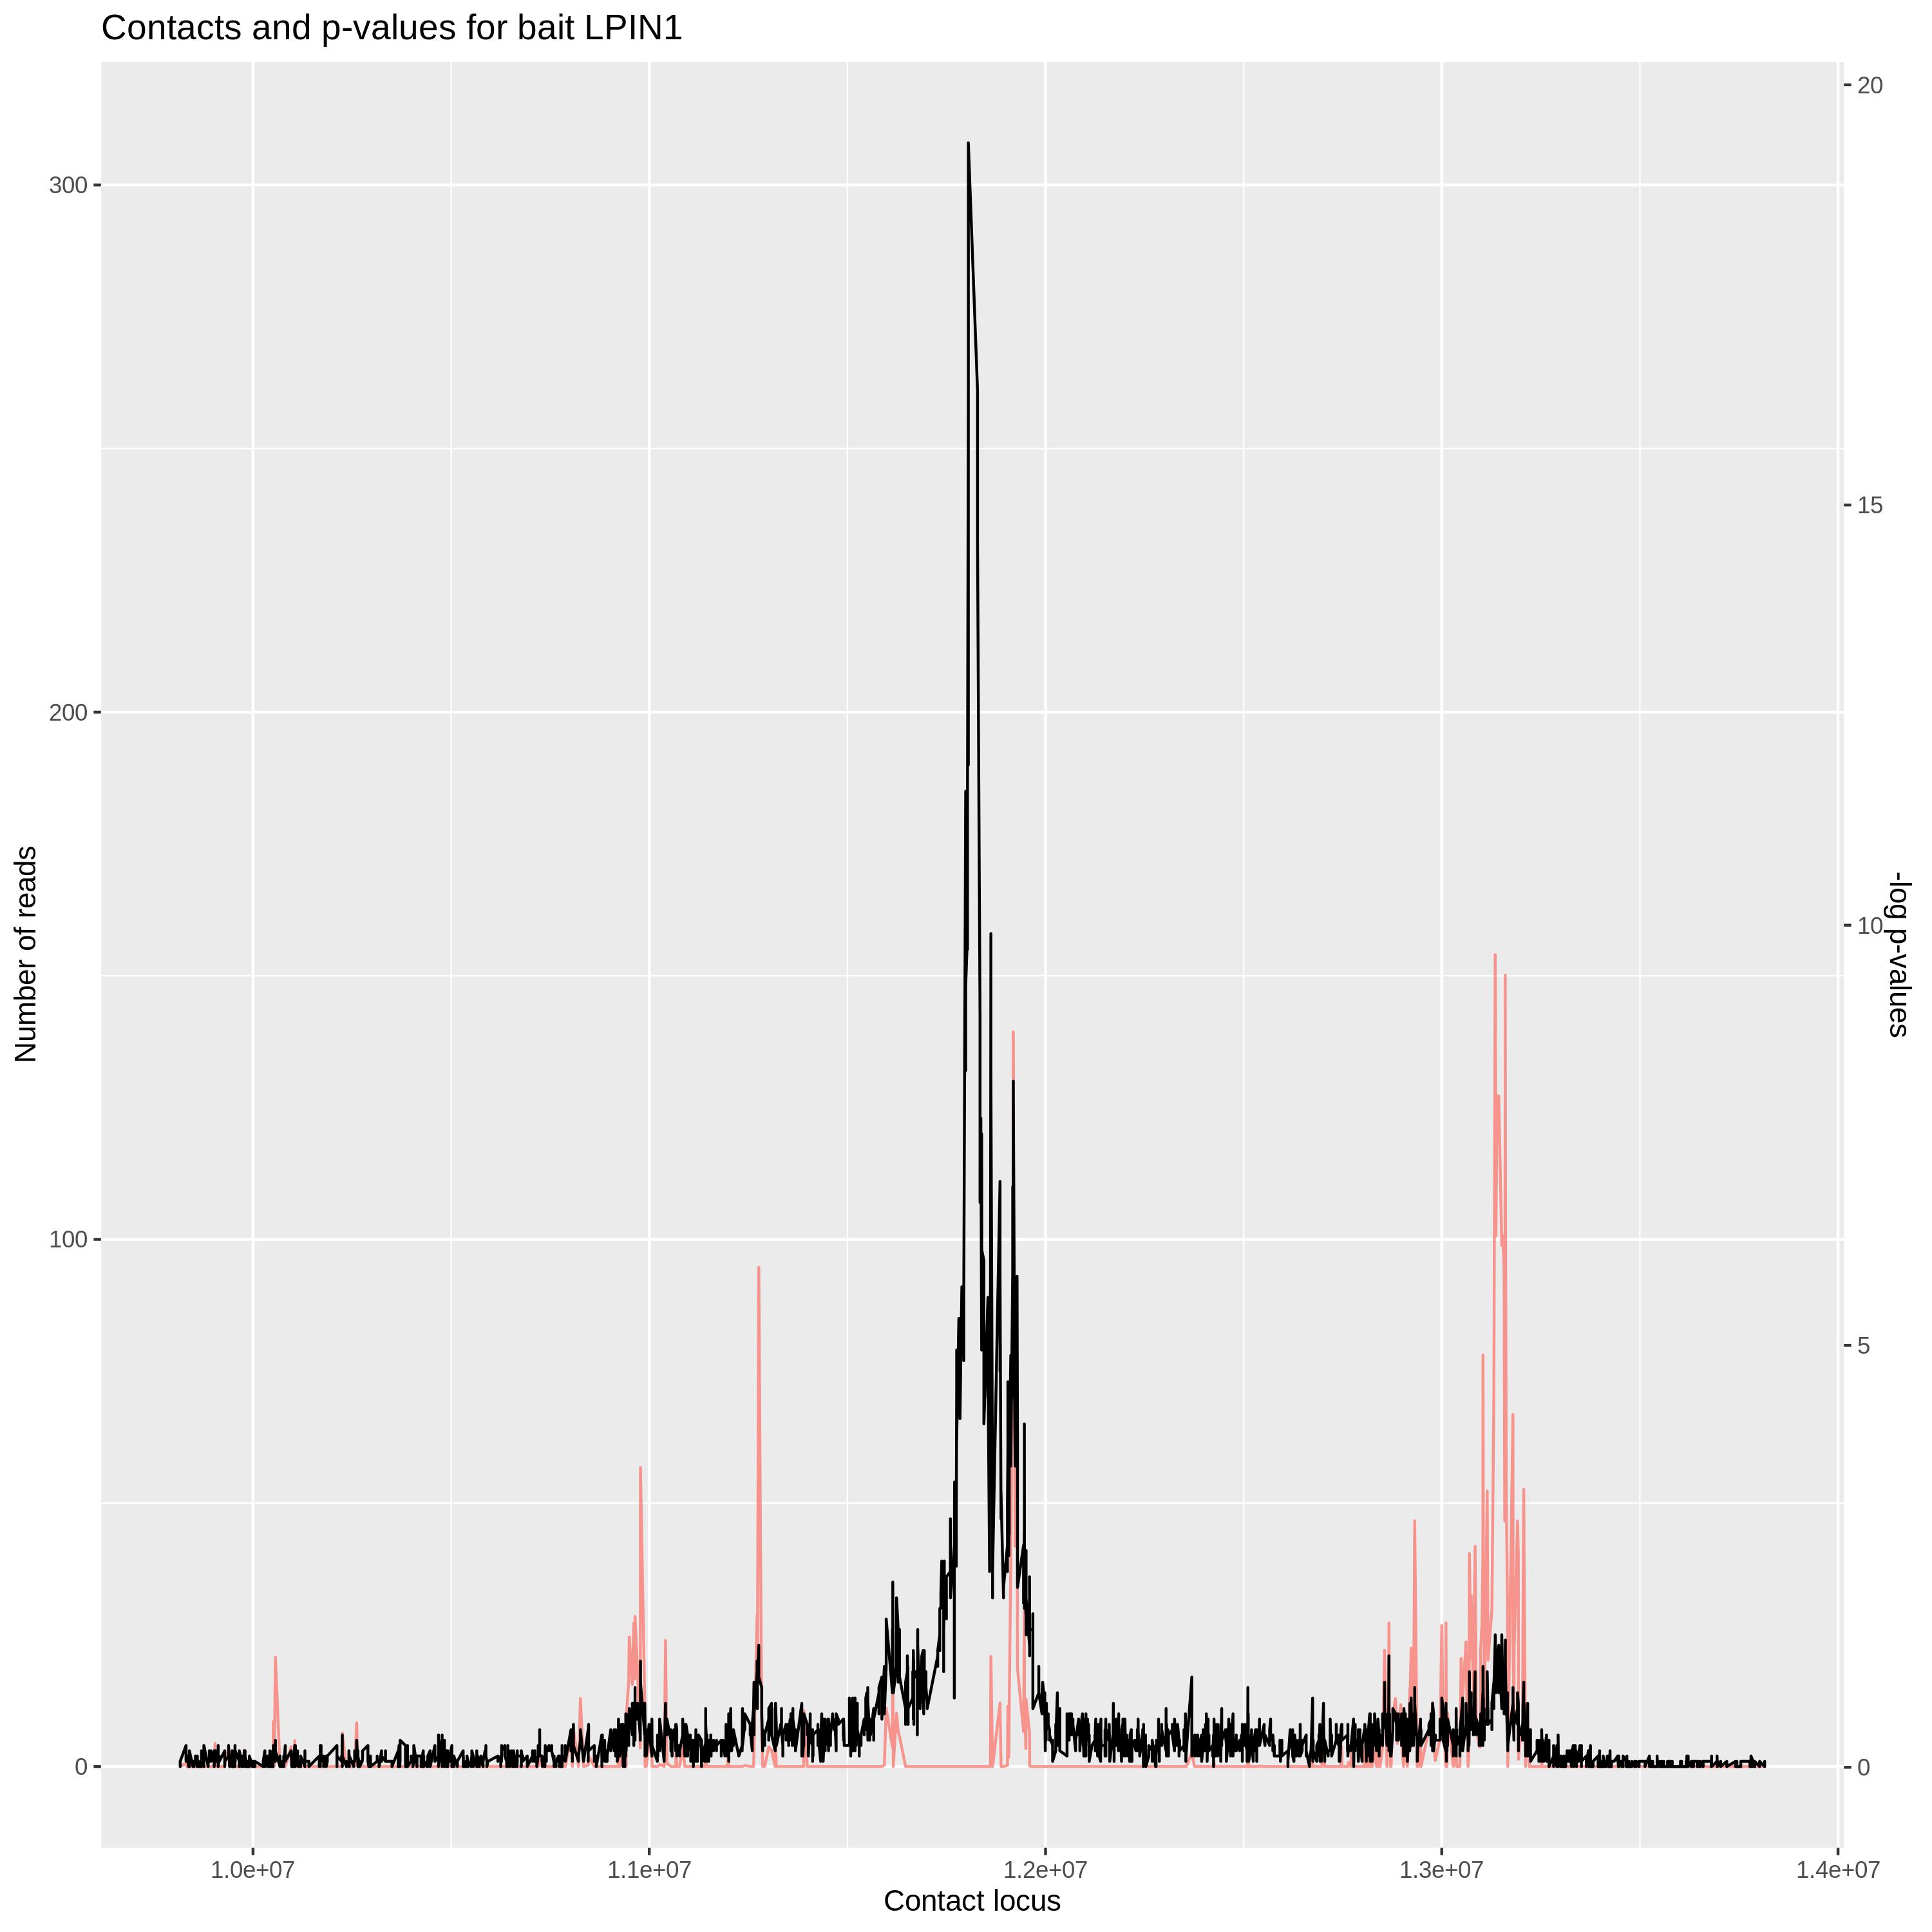 Contacts and p-values for bait LPIN1
300
200
100
0
Number of reads
20
15
10
5
0
-log p-values
1.0e+07
1.1e+07
1.2e+07
1.3e+07
1.4e+07
Contact locus